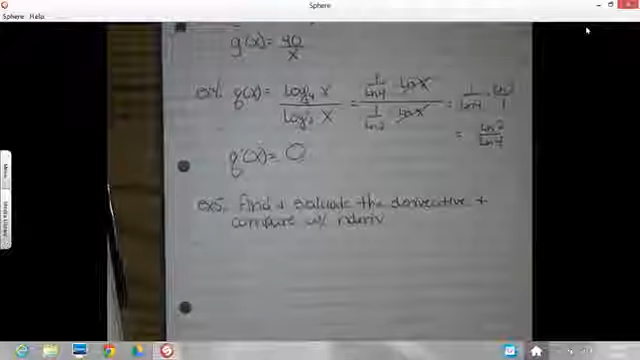 Sphere
Sphere Help
g'(x) = 40/x
ex4. g(x) = log₄ x / log₂ x = (1/ln4 · ln x) / (1/ln2 · ln x) = 1/ln4 · ln2/1
= ln2/ln4
g'(x) = 0
ex5. Find + evaluate the derivative +
compare w/ nderiv